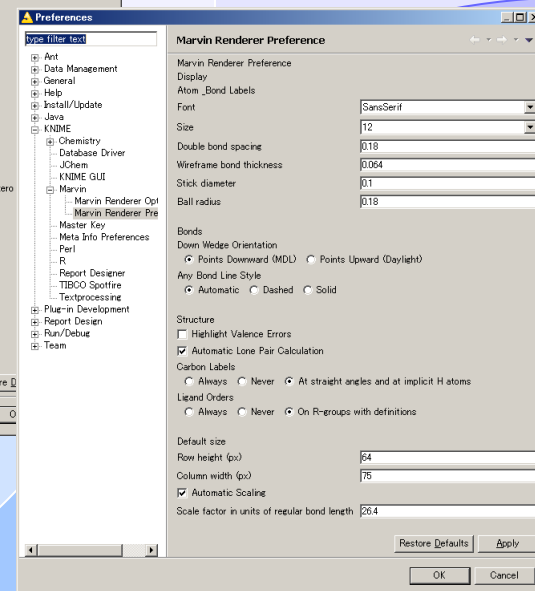 Preferences
type filter text
Ant
Data Management
General
Help
Install/Update
Java
KNIME
Chemistry
Database Driver
JChem
KNIME GUI
Marvin
Marvin Renderer Opt
Marvin Renderer Pre
Master Key
Meta Info Preferences
Perl
R
Report Designer
TIBCO Spotfire
Textprocessing
Plug-in Development
Report Design
Run/Debug
Team
Marvin Renderer Preference
Marvin Renderer Preference
Display
Atom _Bond Labels
Font SansSerif
Size 12
Double bond spacing 0.18
Wireframe bond thickness 0.064
Stick diameter 0.1
Ball radius 0.18
Bonds
Down Wedge Orientation
Points Downward (MDL) Points Upward (Daylight)
Any Bond Line Style
Automatic Dashed Solid
Structure
Highlight Valence Errors
Automatic Lone Pair Calculation
Carbon Labels
Always Never At straight angles and at implicit H atoms
Ligand Orders
Always Never On R-groups with definitions
Default size
Row height (px) 64
Column width (px) 75
Automatic Scaling
Scale factor in units of regular bond length 26.4
Restore Defaults Apply
OK Cancel
tero
re D
O